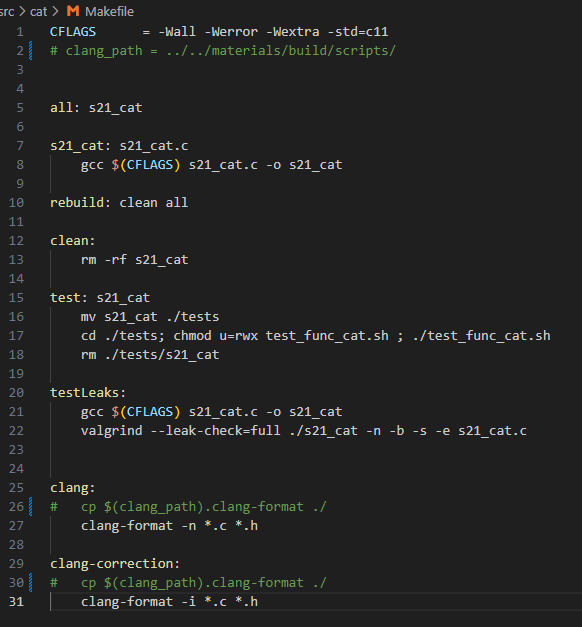 src > cat > M Makefile
1 CFLAGS      = -Wall -Werror -Wextra -std=c11
2 # clang_path = ../../materials/build/scripts/
3
4
5 all: s21_cat
6
7 s21_cat: s21_cat.c
8     gcc $(CFLAGS) s21_cat.c -o s21_cat
9
10 rebuild: clean all
11
12 clean:
13     rm -rf s21_cat
14
15 test: s21_cat
16     mv s21_cat ./tests
17     cd ./tests; chmod u=rwx test_func_cat.sh ; ./test_func_cat.sh
18     rm ./tests/s21_cat
19
20 testLeaks:
21     gcc $(CFLAGS) s21_cat.c -o s21_cat
22     valgrind --leak-check=full ./s21_cat -n -b -s -e s21_cat.c
23
24
25 clang:
26 #   cp $(clang_path).clang-format ./
27     clang-format -n *.c *.h
28
29 clang-correction:
30 #   cp $(clang_path).clang-format ./
31     clang-format -i *.c *.h